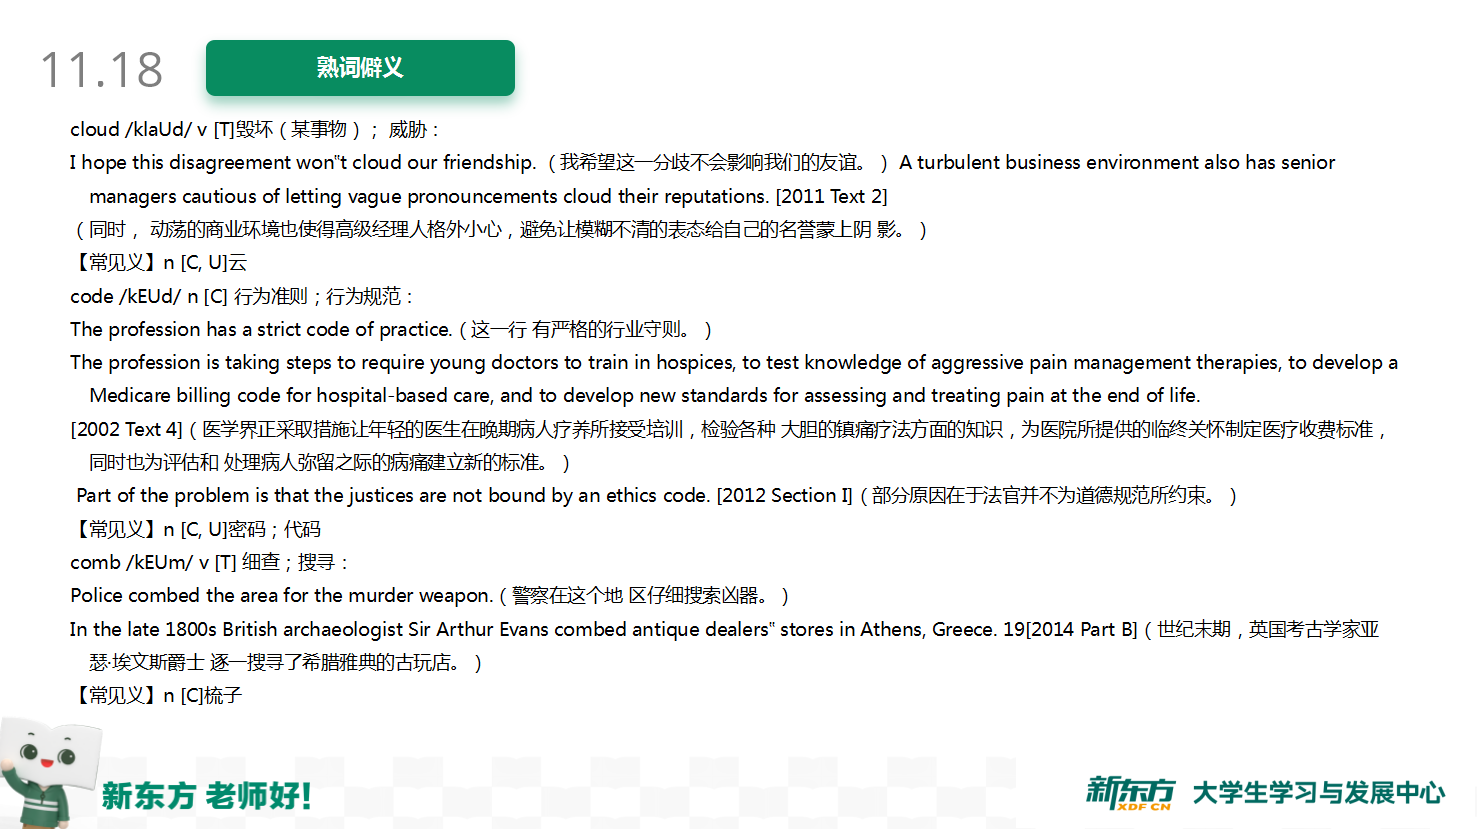 11.18
熟词僻义
cloud /klaUd/ v [T]毁坏（某事物）；威胁：
I hope this disagreement won‟t cloud our friendship. （我希望这一分歧不会影响我们的友谊。） A turbulent business environment also has senior
managers cautious of letting vague pronouncements cloud their reputations. [2011 Text 2]
（同时， 动荡的商业环境也使得高级经理人格外小心，避免让模糊不清的表态给自己的名誉蒙上阴 影。）
【常见义】n [C, U]云
code /kEUd/ n [C] 行为准则；行为规范：
The profession has a strict code of practice.（这一行 有严格的行业守则。）
The profession is taking steps to require young doctors to train in hospices, to test knowledge of aggressive pain management therapies, to develop a
Medicare billing code for hospital-based care, and to develop new standards for assessing and treating pain at the end of life.
[2002 Text 4]（医学界正采取措施让年轻的医生在晚期病人疗养所接受培训，检验各种 大胆的镇痛疗法方面的知识，为医院所提供的临终关怀制定医疗收费标准，
同时也为评估和 处理病人弥留之际的病痛建立新的标准。）
Part of the problem is that the justices are not bound by an ethics code. [2012 Section I]（部分原因在于法官并不为道德规范所约束。）
【常见义】n [C, U]密码；代码
comb /kEUm/ v [T] 细查；搜寻：
Police combed the area for the murder weapon.（警察在这个地 区仔细搜索凶器。）
In the late 1800s British archaeologist Sir Arthur Evans combed antique dealers‟ stores in Athens, Greece. 19[2014 Part B]（世纪末期，英国考古学家亚
瑟·埃文斯爵士 逐一搜寻了希腊雅典的古玩店。）
【常见义】n [C]梳子
新东方 老师好!
新东方 XDF.CN 大学生学习与发展中心